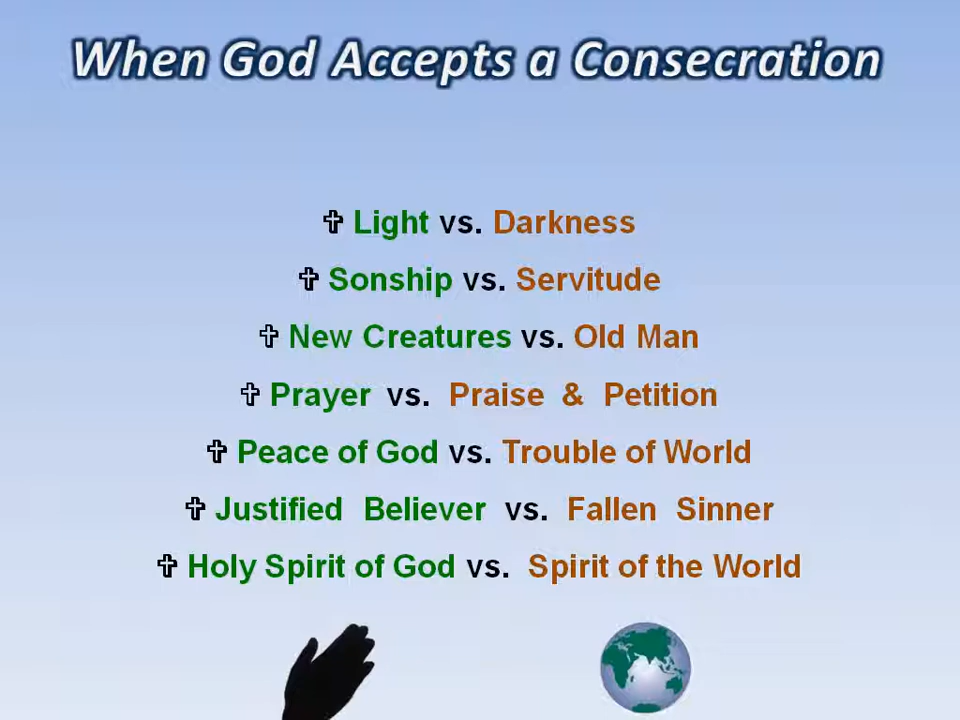 When God Accepts a Consecration
✞ Light vs. Darkness
✞ Sonship vs. Servitude
✞ New Creatures vs. Old Man
✞ Prayer vs. Praise & Petition
✞ Peace of God vs. Trouble of World
✞ Justified Believer vs. Fallen Sinner
✞ Holy Spirit of God vs. Spirit of the World